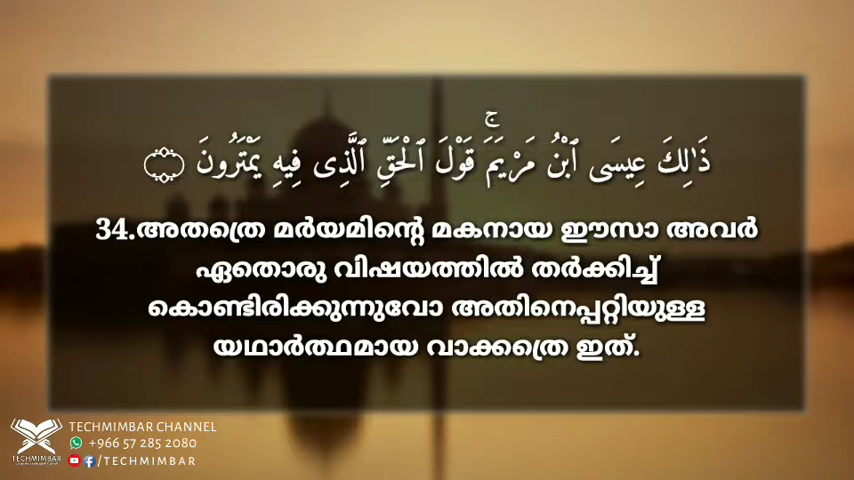 ذَٰلِكَ عِيسَى ٱبْنُ مَرْيَمَ ۚ قَوْلَ ٱلْحَقِّ ٱلَّذِى فِيهِ يَمْتَرُونَ ۝
34.അതത്രെ മർയമിന്റെ മകനായ ഈസാ അവർ
ഏതൊരു വിഷയത്തിൽ തർക്കിച്ച്
കൊണ്ടിരിക്കുന്നുവോ അതിനെപ്പറ്റിയുള്ള
യഥാർത്ഥമായ വാക്കത്രെ ഇത്.
TECHMIMBAR CHANNEL
+966 57 285 2080
/TECHMIMBAR
TECHMIMBAR